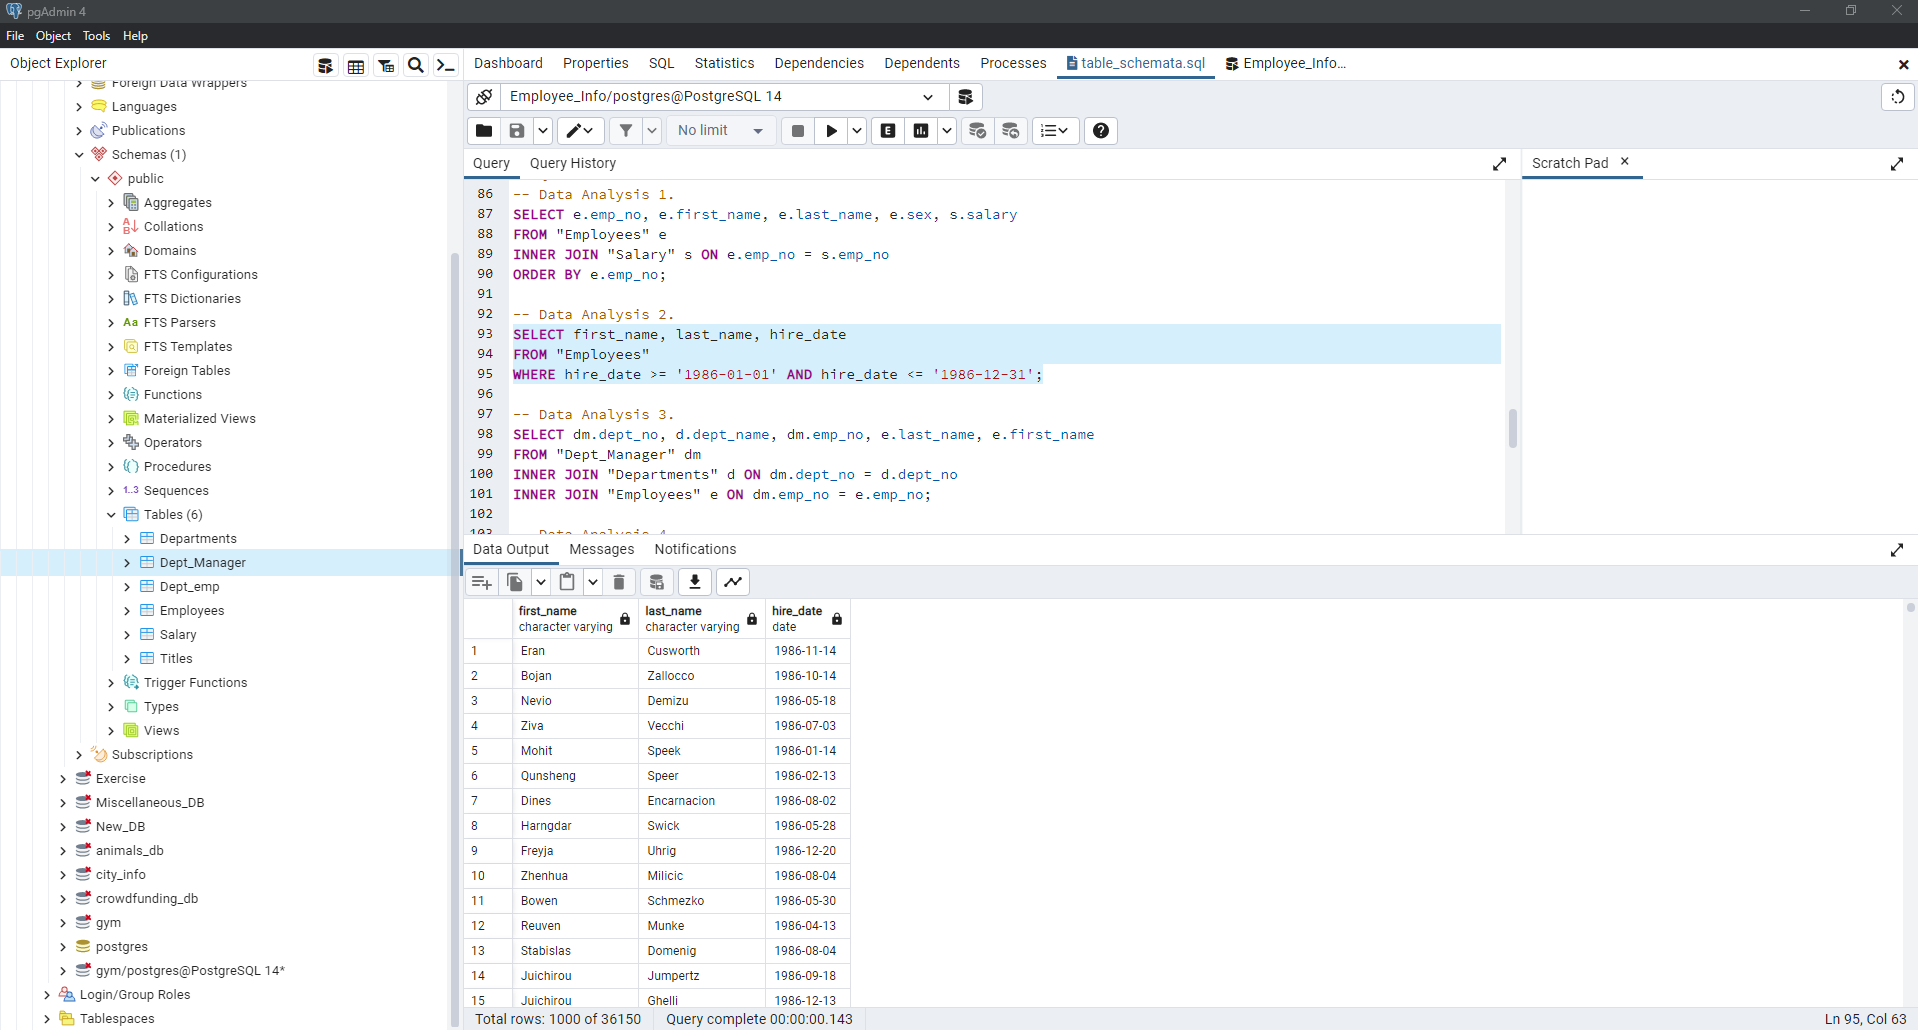 pgAdmin 4
File Object Tools Help
Object Explorer
Dashboard Properties SQL Statistics Dependencies Dependents Processes table_schemata.sql Employee_Info...
Foreign Data Wrappers
Languages
Publications
Schemas (1)
public
Aggregates
Collations
Domains
FTS Configurations
FTS Dictionaries
Aa FTS Parsers
FTS Templates
Foreign Tables
Functions
Materialized Views
Operators
Procedures
1..3 Sequences
Tables (6)
Departments
Dept_Manager
Dept_emp
Employees
Salary
Titles
Trigger Functions
Types
Views
Subscriptions
Exercise
Miscellaneous_DB
New_DB
animals_db
city_info
crowdfunding_db
gym
postgres
gym/postgres@PostgreSQL 14*
Login/Group Roles
Tablespaces
Employee_Info/postgres@PostgreSQL 14
No limit
E
Query Query History
Scratch Pad
86 -- Data Analysis 1.
87 SELECT e.emp_no, e.first_name, e.last_name, e.sex, s.salary
88 FROM "Employees" e
89 INNER JOIN "Salary" s ON e.emp_no = s.emp_no
90 ORDER BY e.emp_no;
91
92 -- Data Analysis 2.
93 SELECT first_name, last_name, hire_date
94 FROM "Employees"
95 WHERE hire_date >= '1986-01-01' AND hire_date <= '1986-12-31';
96
97 -- Data Analysis 3.
98 SELECT dm.dept_no, d.dept_name, dm.emp_no, e.last_name, e.first_name
99 FROM "Dept_Manager" dm
100 INNER JOIN "Departments" d ON dm.dept_no = d.dept_no
101 INNER JOIN "Employees" e ON dm.emp_no = e.emp_no;
102
103 -- Data Analysis 4.
Data Output Messages Notifications
first_name last_name hire_date
character varying character varying date
1 Eran Cusworth 1986-11-14
2 Bojan Zallocco 1986-10-14
3 Nevio Demizu 1986-05-18
4 Ziva Vecchi 1986-07-03
5 Mohit Speek 1986-01-14
6 Qunsheng Speer 1986-02-13
7 Dines Encarnacion 1986-08-02
8 Harngdar Swick 1986-05-28
9 Freyja Uhrig 1986-12-20
10 Zhenhua Milicic 1986-08-04
11 Bowen Schmezko 1986-05-30
12 Reuven Munke 1986-04-13
13 Stabislas Domenig 1986-08-04
14 Juichirou Jumpertz 1986-09-18
15 Juichirou Ghelli 1986-12-13
Total rows: 1000 of 36150 Query complete 00:00:00.143 Ln 95, Col 63